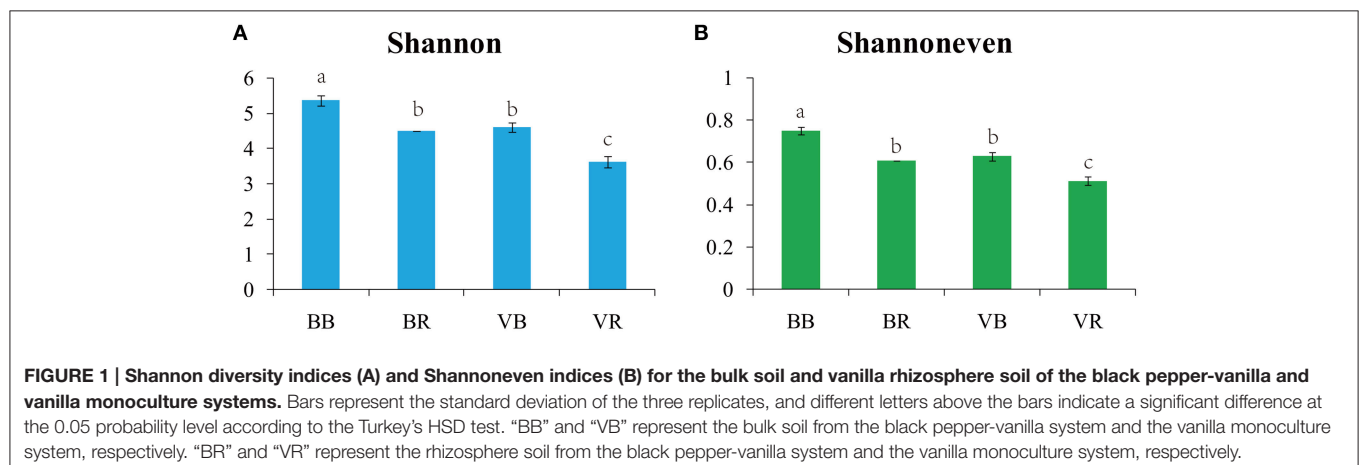 A
Shannon
6
5
4
3
2
1
0
a
b
b
c
BB BR VB VR
B
Shannoneven
1
0.8
0.6
0.4
0.2
0
a
b
b
c
BB BR VB VR
FIGURE 1 | Shannon diversity indices (A) and Shannoneven indices (B) for the bulk soil and vanilla rhizosphere soil of the black pepper-vanilla and
vanilla monoculture systems. Bars represent the standard deviation of the three replicates, and different letters above the bars indicate a significant difference at
the 0.05 probability level according to the Turkey's HSD test. “BB” and “VB” represent the bulk soil from the black pepper-vanilla system and the vanilla monoculture
system, respectively. “BR” and “VR” represent the rhizosphere soil from the black pepper-vanilla system and the vanilla monoculture system, respectively.